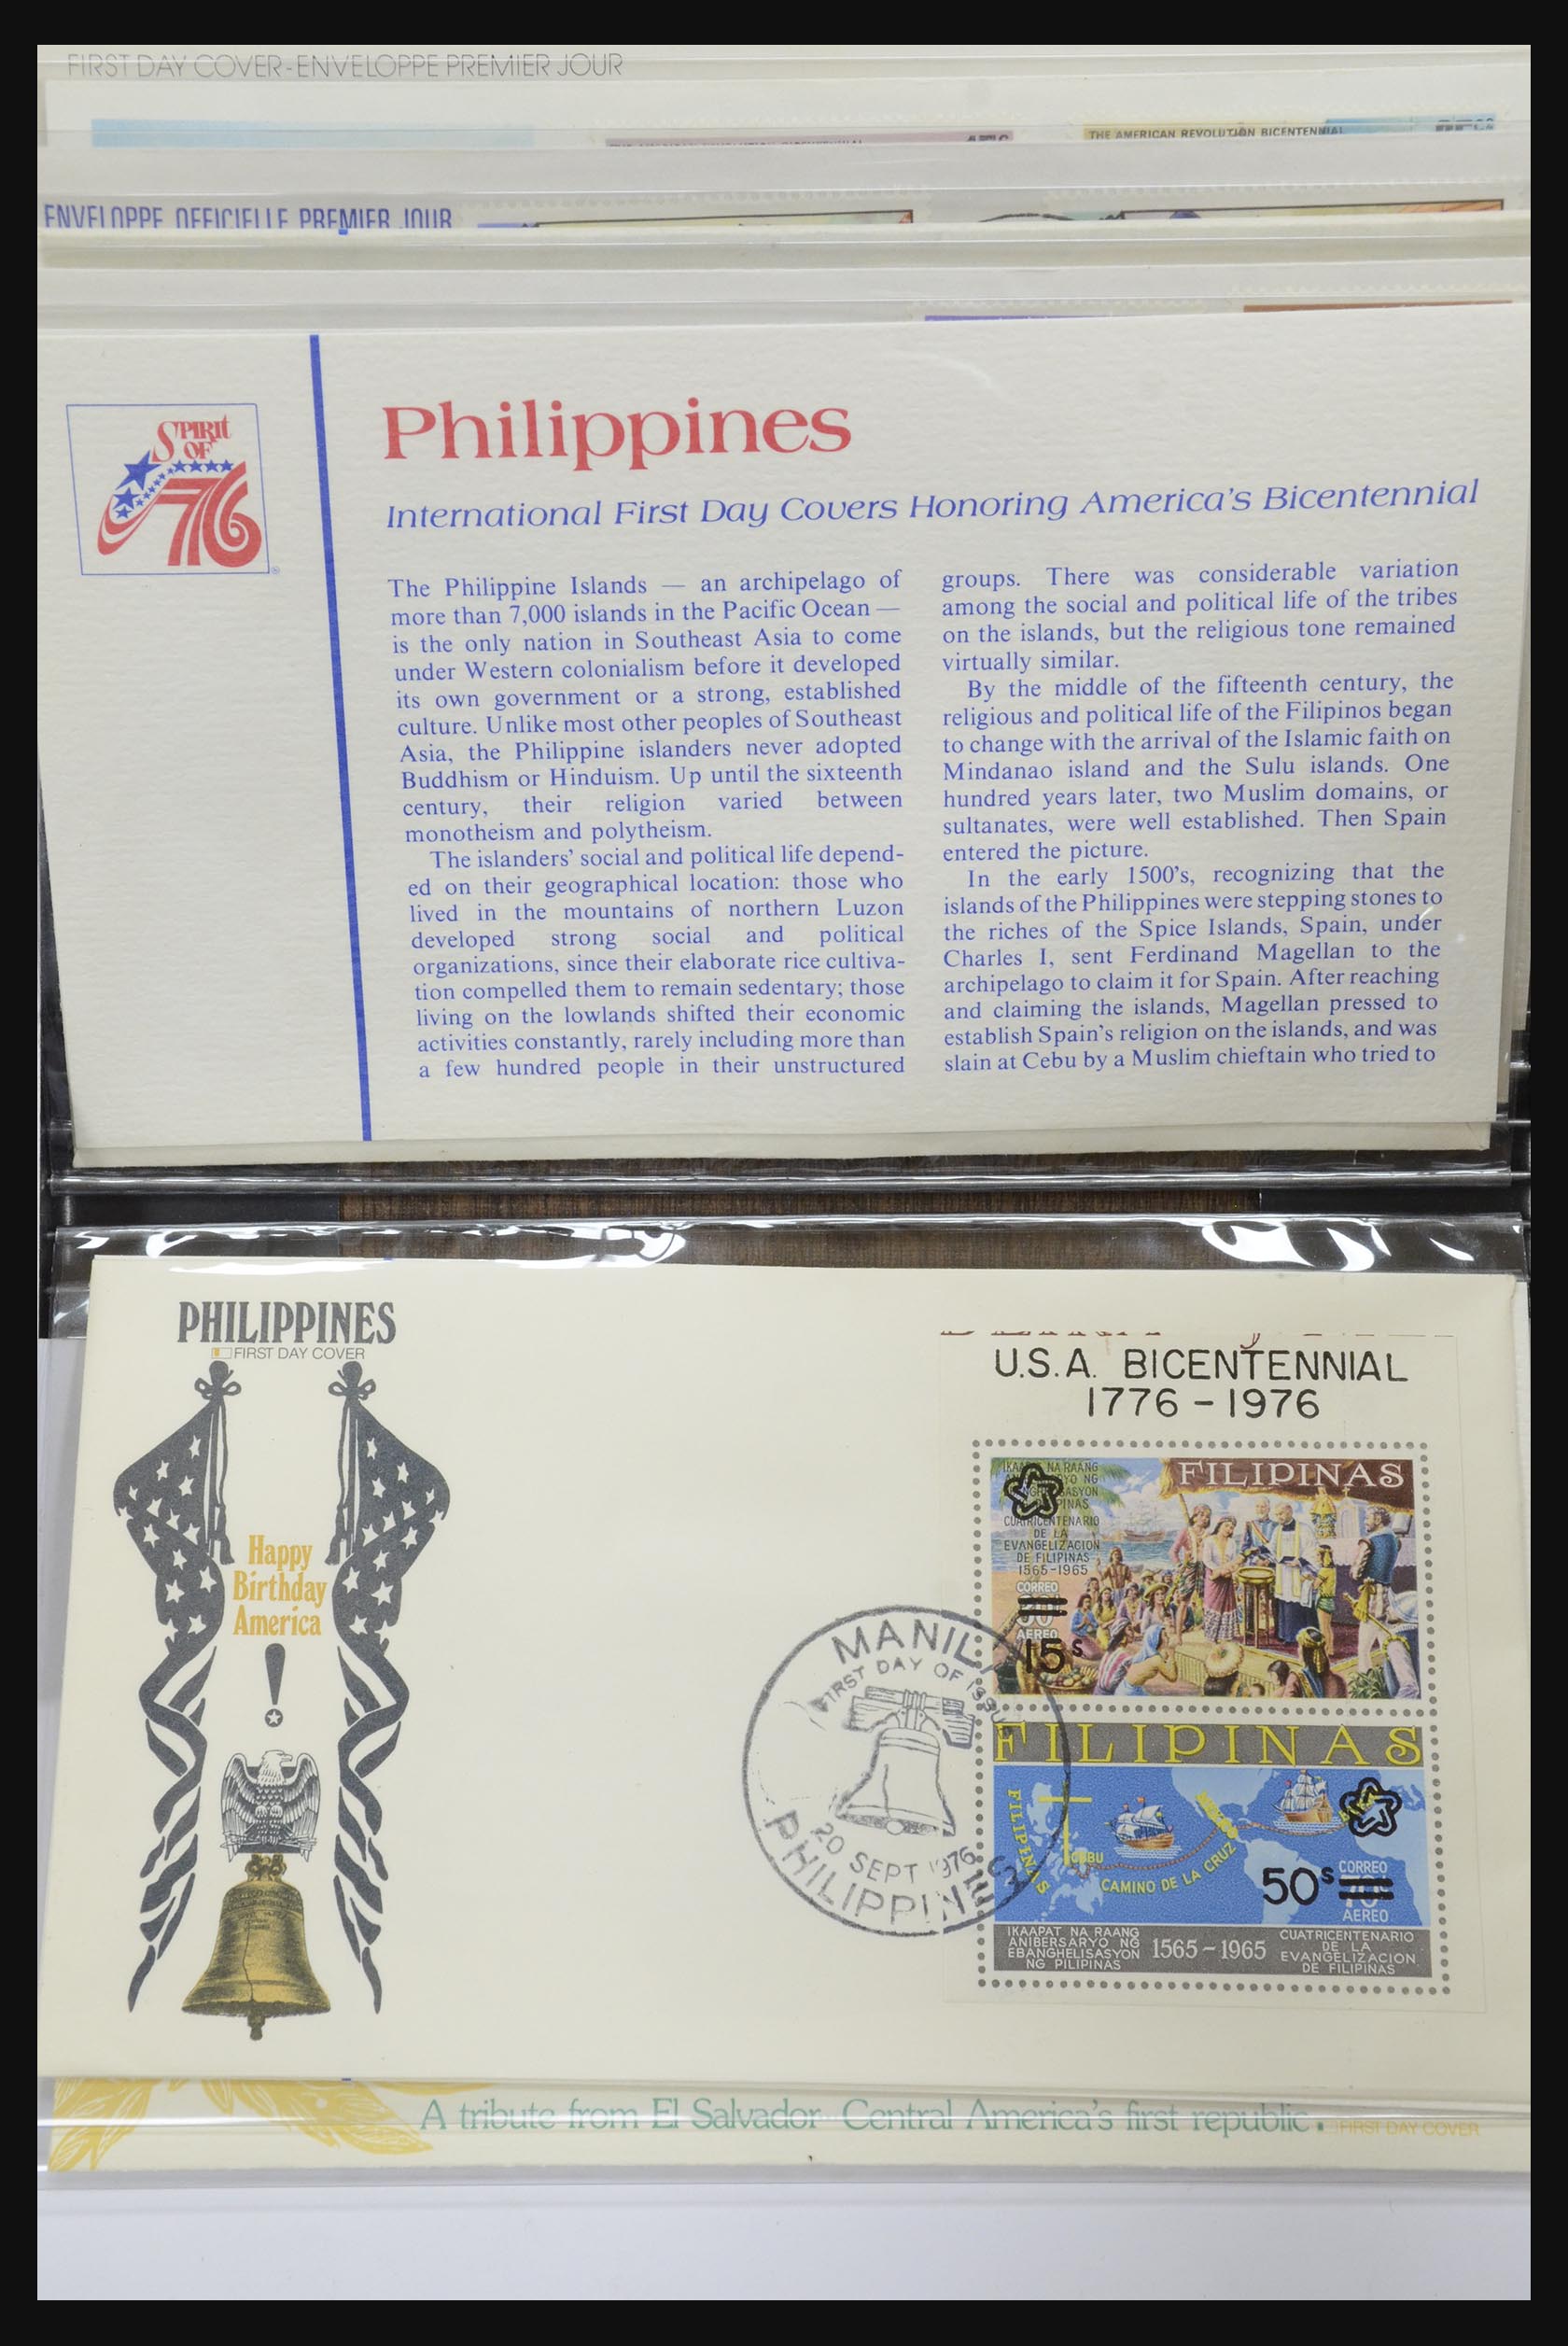 FIRST DAY COVER-ENVELOPPE PREMIER JOUR
THE AMERICAN REVOLUTION BICENTENNIAL
ENVELOPPE OFFICIELLE PREMIER JOUR
SPIRIT
OF
76
Philippines
International First Day Covers Honoring America's Bicentennial
The Philippine Islands — an archipelago of
more than 7,000 islands in the Pacific Ocean —
is the only nation in Southeast Asia to come
under Western colonialism before it developed
its own government or a strong, established
culture. Unlike most other peoples of Southeast
Asia, the Philippine islanders never adopted
Buddhism or Hinduism. Up until the sixteenth
century, their religion varied between
monotheism and polytheism.
The islanders' social and political life depend-
ed on their geographical location: those who
lived in the mountains of northern Luzon
developed strong social and political
organizations, since their elaborate rice cultiva-
tion compelled them to remain sedentary; those
living on the lowlands shifted their economic
activities constantly, rarely including more than
a few hundred people in their unstructured
groups. There was considerable variation
among the social and political life of the tribes
on the islands, but the religious tone remained
virtually similar.
By the middle of the fifteenth century, the
religious and political life of the Filipinos began
to change with the arrival of the Islamic faith on
Mindanao island and the Sulu islands. One
hundred years later, two Muslim domains, or
sultanates, were well established. Then Spain
entered the picture.
In the early 1500's, recognizing that the
islands of the Philippines were stepping stones to
the riches of the Spice Islands, Spain, under
Charles I, sent Ferdinand Magellan to the
archipelago to claim it for Spain. After reaching
and claiming the islands, Magellan pressed to
establish Spain's religion on the islands, and was
slain at Cebu by a Muslim chieftain who tried to
PHILIPPINES
FIRST DAY COVER
Happy
Birthday
America
!
U.S.A. BICENTENNIAL
1776 - 1976
FILIPINAS
IKAAPAT NA RAANG
NG
PINAS
CUATRICENTENARIO
DE LA
EVANGELIZACION
DE FILIPINAS
1565-1965
CORREO
AEREO
15s
MANILA
FIRST DAY OF ISSUE
20 SEPT 1976
PHILIPPINES
FILIPINAS
FILIPINAS
CEBU
CAMINO DE LA CRUZ
50s
CORREO
70s
AEREO
IKAAPAT NA RAANG
ANIBERSARYO NG
EBANGHELISASYON
NG PILIPINAS
1565 - 1965
CUATRICENTENARIO
DE LA
EVANGELIZACION
DE FILIPINAS
A tribute from El Salvador Central America's first republic.
FIRST DAY COVER